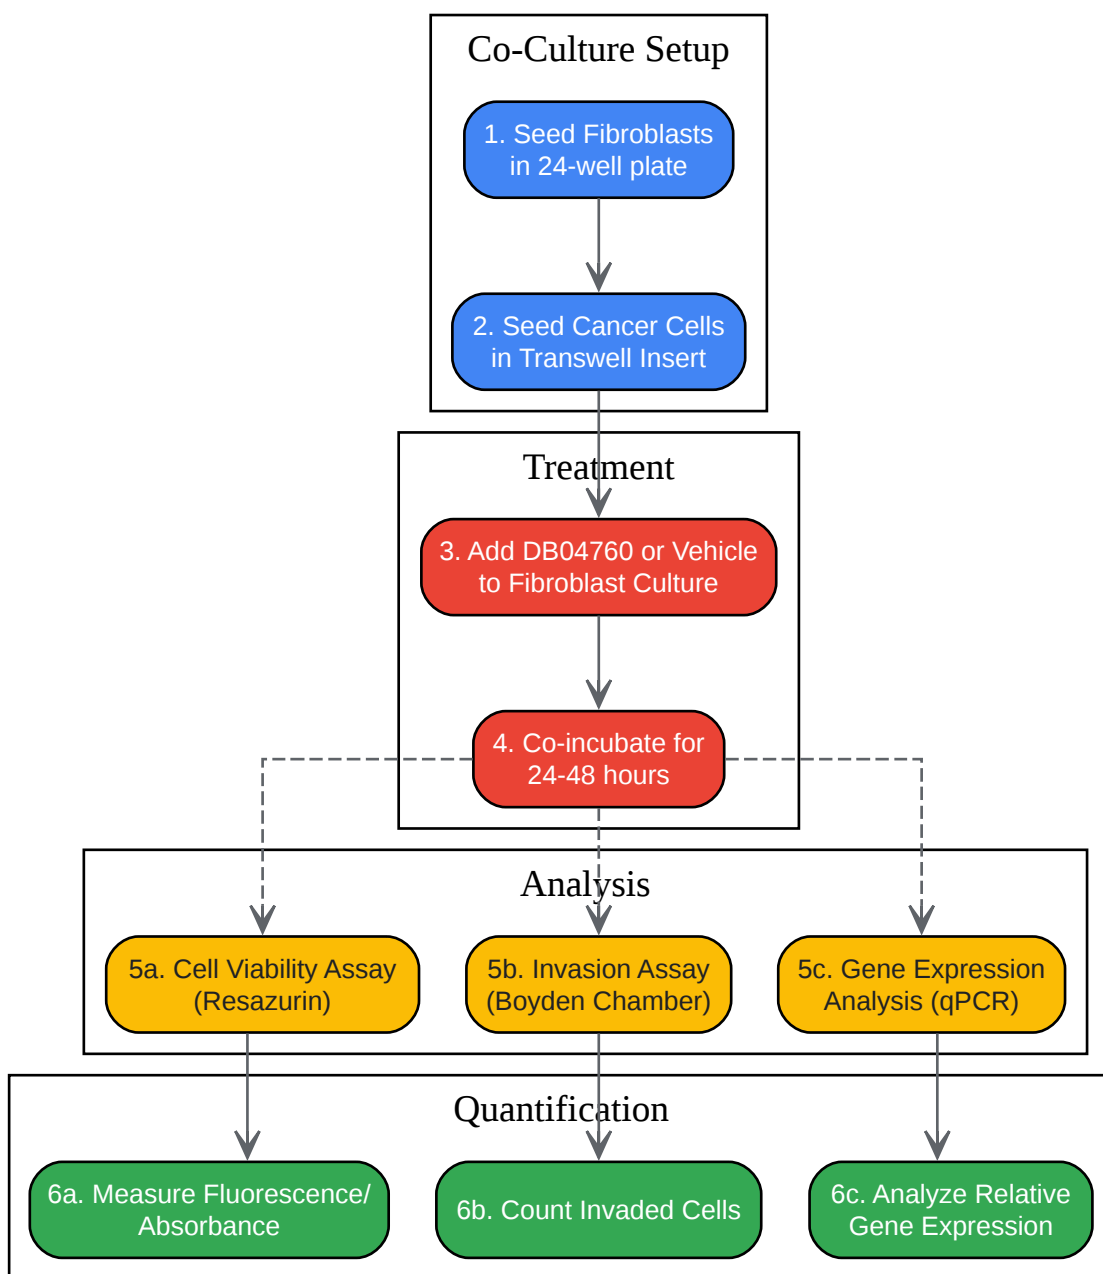 Co-Culture Setup
1. Seed Fibroblasts
in 24-well plate
2. Seed Cancer Cells
in Transwell Insert
Treatment
3. Add DB04760 or Vehicle
to Fibroblast Culture
4. Co-incubate for
24-48 hours
Analysis
5a. Cell Viability Assay
(Resazurin)
5b. Invasion Assay
(Boyden Chamber)
5c. Gene Expression
Analysis (qPCR)
Quantification
6a. Measure Fluorescence/
Absorbance
6b. Count Invaded Cells
6c. Analyze Relative
Gene Expression